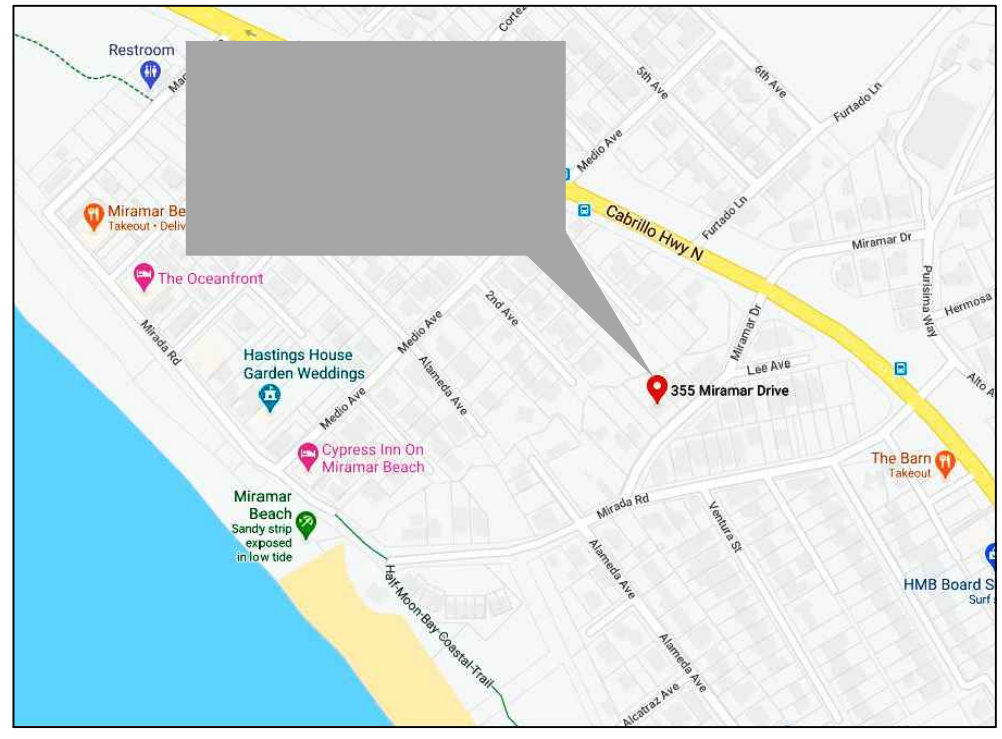 Cortez
Restroom
5th Ave
6th Ave
Furtado Ln
Medio Ave
Miramar Be
Takeout • Deliv
Cabrillo Hwy N
Furtado Ln
Miramar Dr
The Oceanfront
Purisima Way
Hermosa
2nd Ave
Mirada Rd
Medio Ave
Miramar Dr
Hastings House
Garden Weddings
Alameda Ave
Lee Ave
355 Miramar Drive
Alto A
Medio Ave
Cypress Inn On
Miramar Beach
The Barn
Takeout
Miramar
Beach
Sandy strip
exposed
in low tide
Mirada Rd
Ventura St
Alameda Ave
Half-Moon-Bay-Coastal-Trail
HMB Board S
Surf
Alameda Ave
Alcatraz Ave